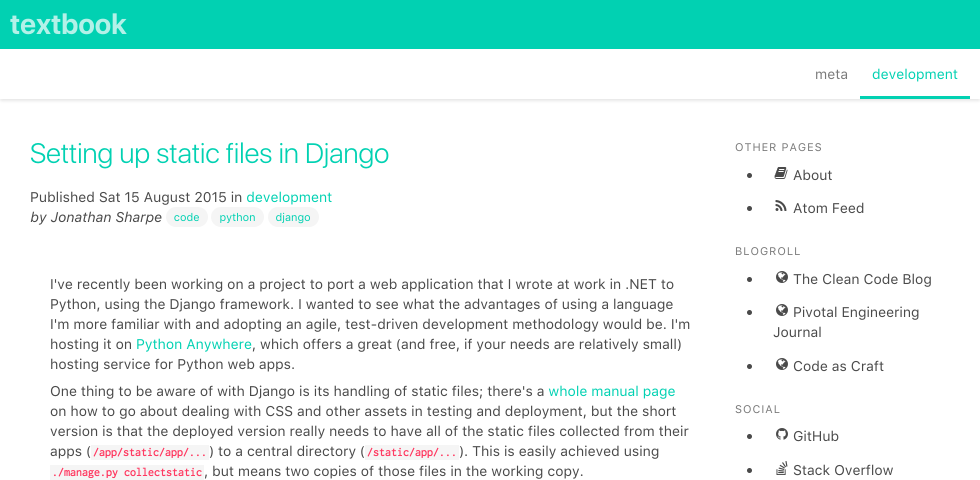 textbook
meta
development
Setting up static files in Django
Published Sat 15 August 2015 in development
by Jonathan Sharpe code python django
I've recently been working on a project to port a web application that I wrote at work in .NET to
Python, using the Django framework. I wanted to see what the advantages of using a language
I'm more familiar with and adopting an agile, test-driven development methodology would be. I'm
hosting it on Python Anywhere, which offers a great (and free, if your needs are relatively small)
hosting service for Python web apps.
One thing to be aware of with Django is its handling of static files; there's a whole manual page
on how to go about dealing with CSS and other assets in testing and deployment, but the short
version is that the deployed version really needs to have all of the static files collected from their
apps (/app/static/app/...) to a central directory (/static/app/...). This is easily achieved using
./manage.py collectstatic, but means two copies of those files in the working copy.
OTHER PAGES
About
Atom Feed
BLOGROLL
The Clean Code Blog
Pivotal Engineering
Journal
Code as Craft
SOCIAL
GitHub
Stack Overflow